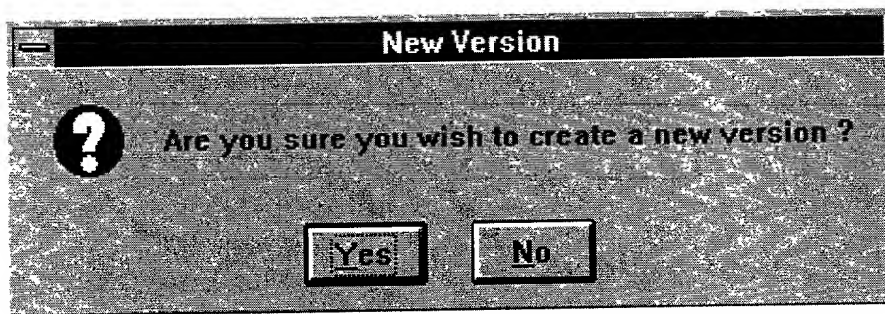 New Version
Are you sure you wish to create a new version ?
Yes
No